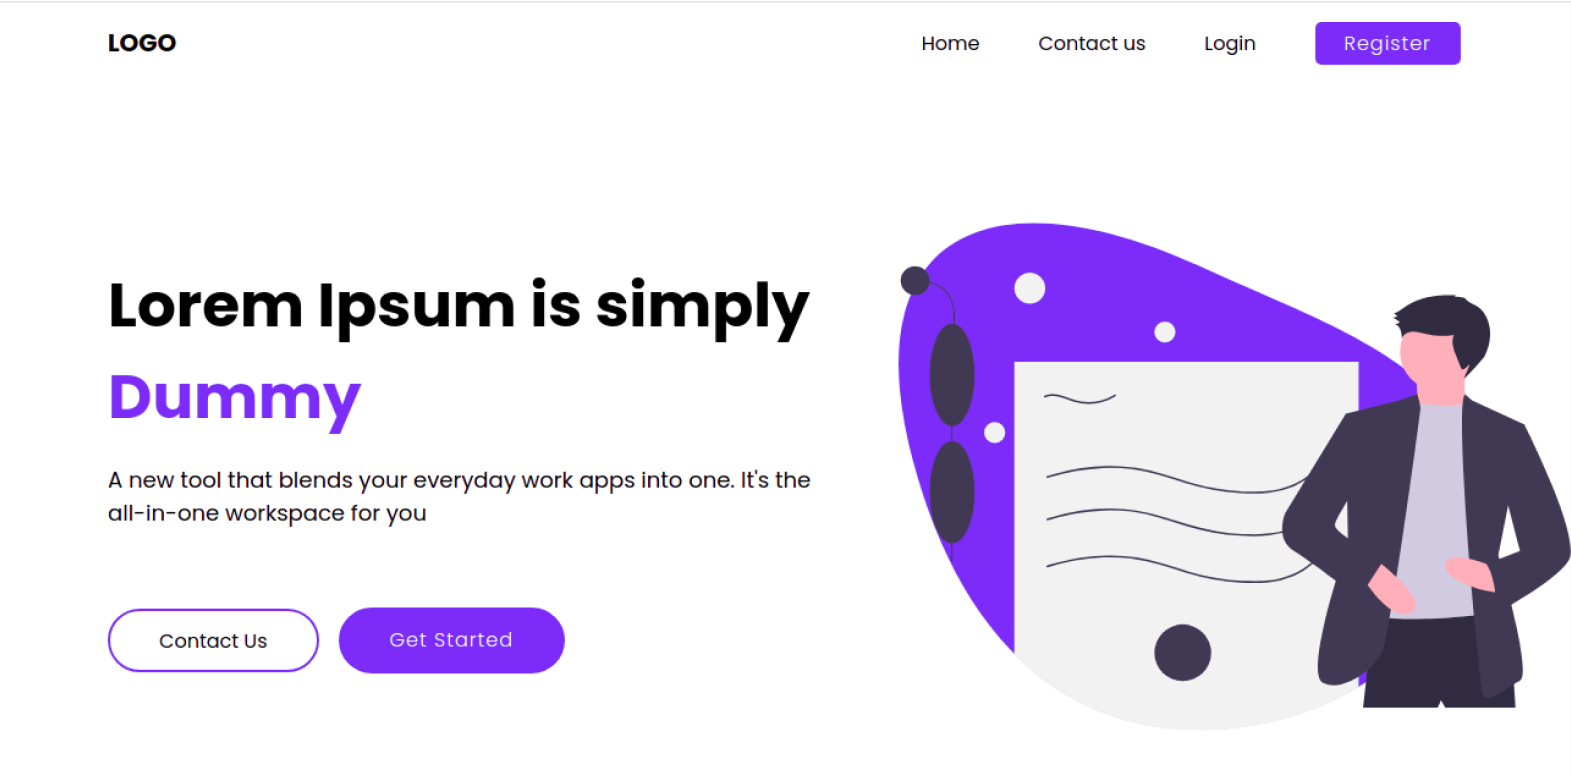 LOGO
Home
Contact us
Login
Register
Lorem Ipsum is simply
Dummy
A new tool that blends your everyday work apps into one. It's the
all-in-one workspace for you
Contact Us
Get Started